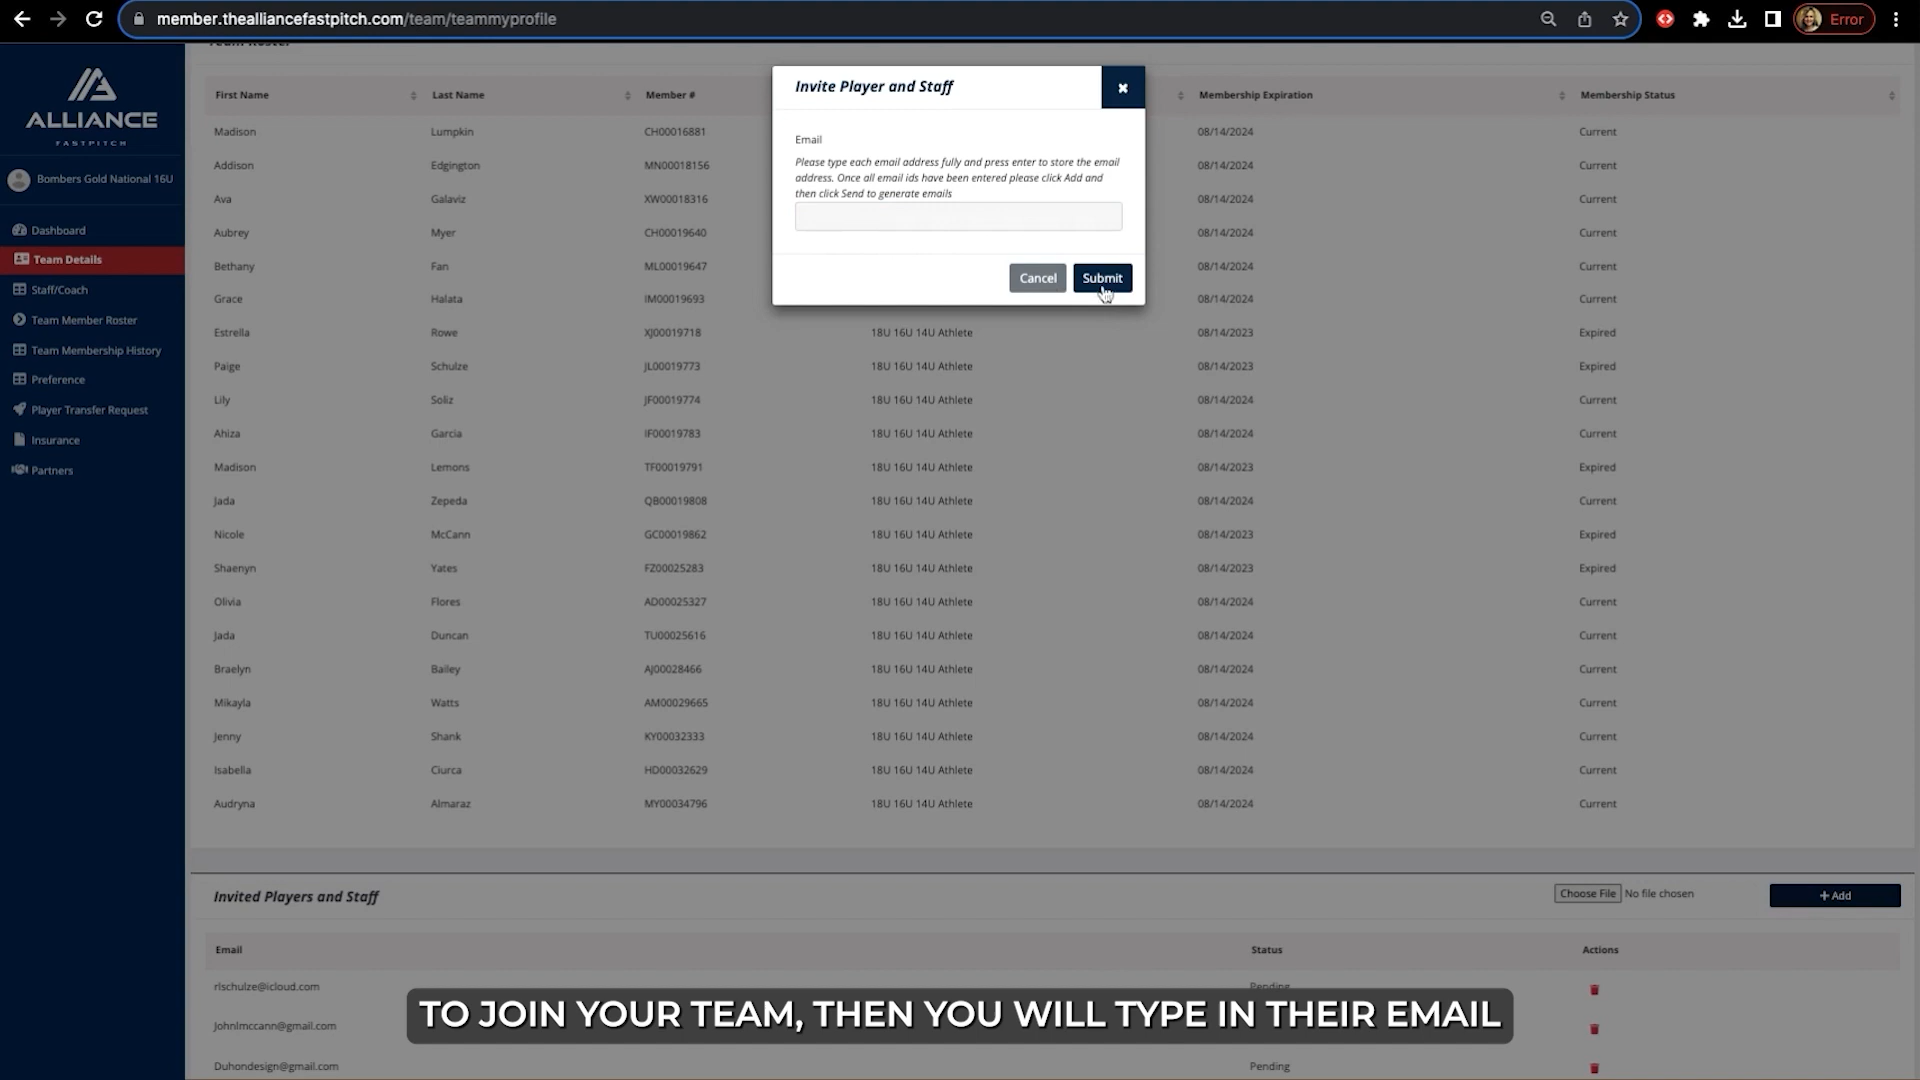 member.thealliancefastpitch.com/team/teammyprofile
Error
ALLIANCE
FASTPITCH
Bombers Gold National 16U
Dashboard
Team Details
Staff/Coach
Team Member Roster
Team Membership History
Preference
Player Transfer Request
Insurance
Partners
Team Roster
First Name Last Name Member # Membership Expiration Membership Status
Madison Lumpkin CH00016881 08/14/2024 Current
Addison Edgington MN00018156 08/14/2024 Current
Ava Galaviz XW00018316 08/14/2024 Current
Aubrey Myer CH00019640 08/14/2024 Current
Bethany Fan ML00019647 08/14/2024 Current
Grace Halata IM00019693 08/14/2024 Current
Estrella Rowe XJ00019718 18U 16U 14U Athlete 08/14/2023 Expired
Paige Schulze JL00019773 18U 16U 14U Athlete 08/14/2023 Expired
Lily Soliz JF00019774 18U 16U 14U Athlete 08/14/2024 Current
Ahiza Garcia IF00019783 18U 16U 14U Athlete 08/14/2024 Current
Madison Lemons TF00019791 18U 16U 14U Athlete 08/14/2023 Expired
Jada Zepeda QB00019808 18U 16U 14U Athlete 08/14/2024 Current
Nicole McCann GC00019862 18U 16U 14U Athlete 08/14/2023 Expired
Shaenyn Yates FZ00025283 18U 16U 14U Athlete 08/14/2023 Expired
Olivia Flores AD00025327 18U 16U 14U Athlete 08/14/2024 Current
Jada Duncan TU00025616 18U 16U 14U Athlete 08/14/2024 Current
Braelyn Bailey AJ00028466 18U 16U 14U Athlete 08/14/2024 Current
Mikayla Watts AM00029665 18U 16U 14U Athlete 08/14/2024 Current
Jenny Shank KY00032333 18U 16U 14U Athlete 08/14/2024 Current
Isabella Ciurca HD00032629 18U 16U 14U Athlete 08/14/2024 Current
Audryna Almaraz MY00034796 18U 16U 14U Athlete 08/14/2024 Current
Invite Player and Staff
Email
Please type each email address fully and press enter to store the email
address. Once all email ids have been entered please click Add and
then click Send to generate emails
Cancel Submit
Invited Players and Staff Choose File No file chosen + Add
Email Status Actions
rlschulze@icloud.com Pending
Johnlmccann@gmail.com
Duhondesign@gmail.com Pending
TO JOIN YOUR TEAM, THEN YOU WILL TYPE IN THEIR EMAIL